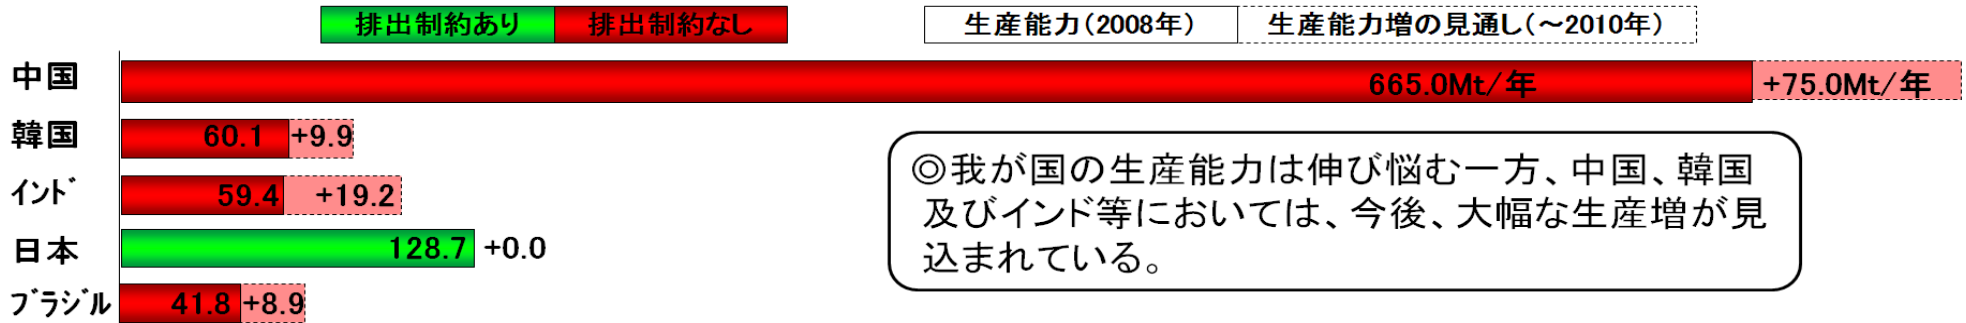 排出制約あり 排出制約なし 生産能力(2008年) 生産能力増の見通し(~2010年)
中国 665.0Mt/年 +75.0Mt/年
韓国 60.1 +9.9
インド 59.4 +19.2
日本 128.7 +0.0
ブラジル 41.8 +8.9
◎我が国の生産能力は伸び悩む一方、中国、韓国
及びインド等においては、今後、大幅な生産増が見
込まれている。